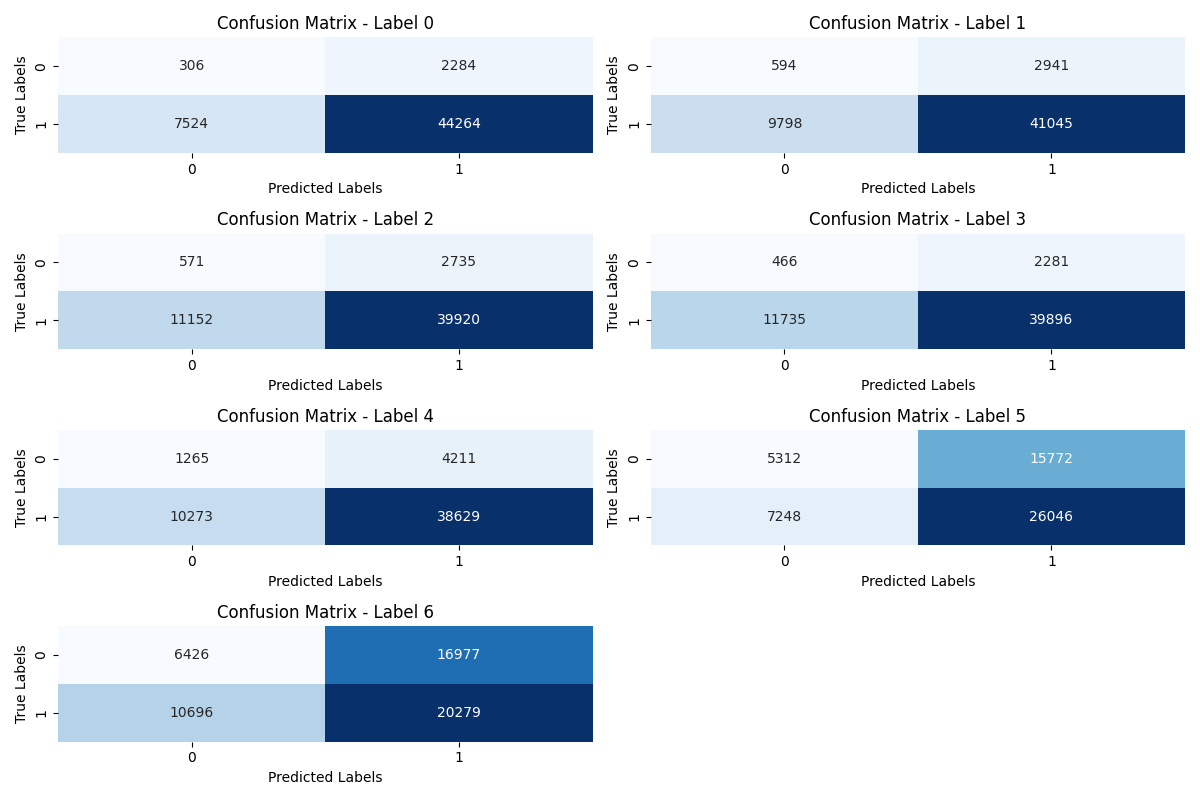 Confusion Matrix - Label 0
True Labels
0
306
2284
1
7524
44264
0
1
Predicted Labels
Confusion Matrix - Label 1
True Labels
0
594
2941
1
9798
41045
0
1
Predicted Labels
Confusion Matrix - Label 2
True Labels
0
571
2735
1
11152
39920
0
1
Predicted Labels
Confusion Matrix - Label 3
True Labels
0
466
2281
1
11735
39896
0
1
Predicted Labels
Confusion Matrix - Label 4
True Labels
0
1265
4211
1
10273
38629
0
1
Predicted Labels
Confusion Matrix - Label 5
True Labels
0
5312
15772
1
7248
26046
0
1
Predicted Labels
Confusion Matrix - Label 6
True Labels
0
6426
16977
1
10696
20279
0
1
Predicted Labels